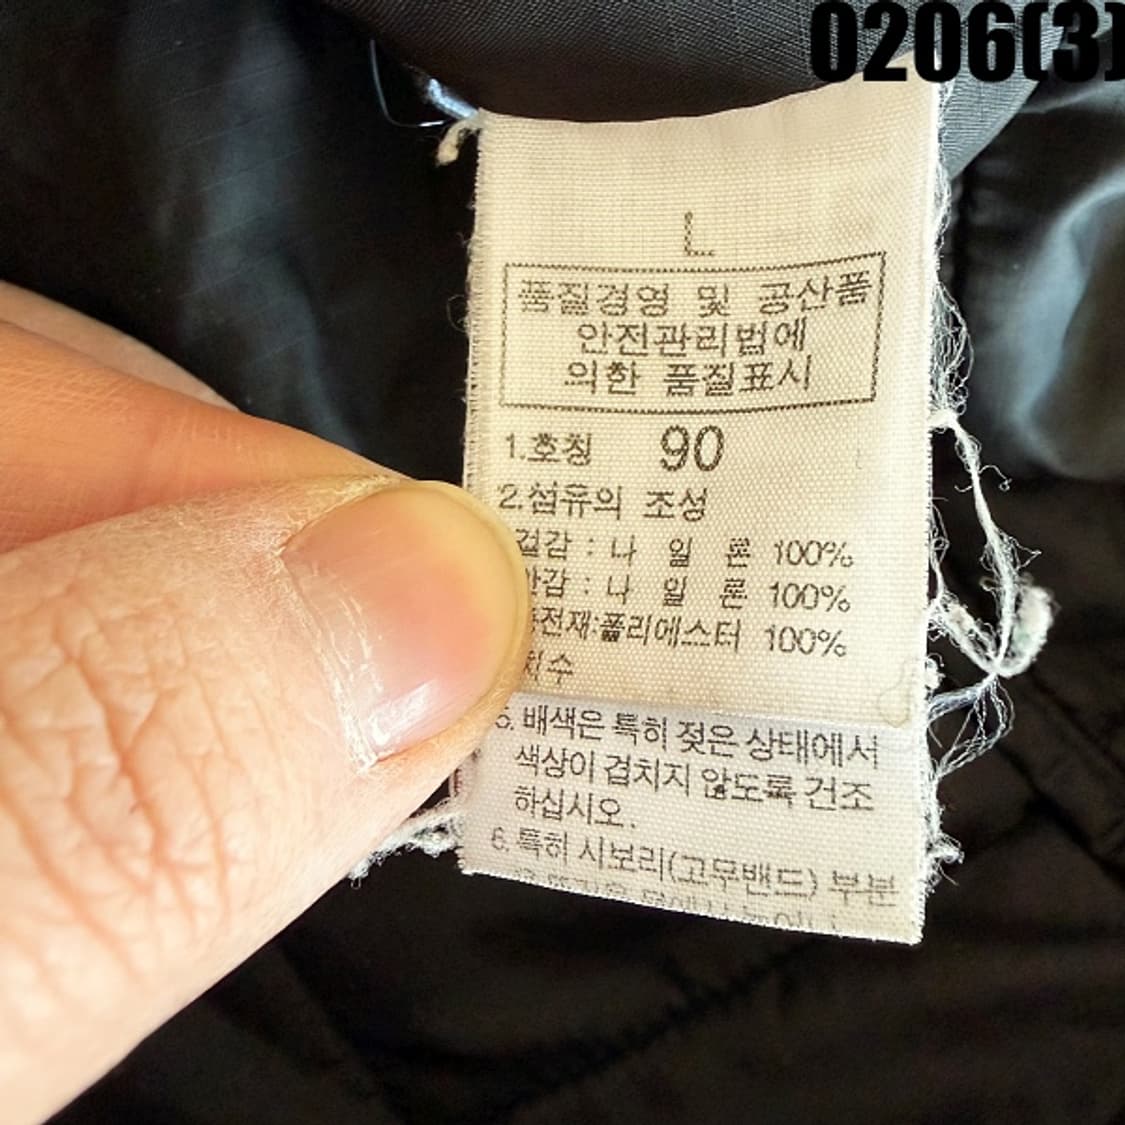 0206(3)
L
품질경영 및 공산품
안전관리법에
의한 품질표시
1.호칭 90
2.섬유의 조성
겉감 : 나 일 론 100%
안감 : 나 일 론 100%
충전재:폴리에스터 100%
치수
5. 배색은 특히 젖은 상태에서
색상이 겹치지 않도록 건조
하십시오.
6. 특히 시보리(고무밴드) 부분